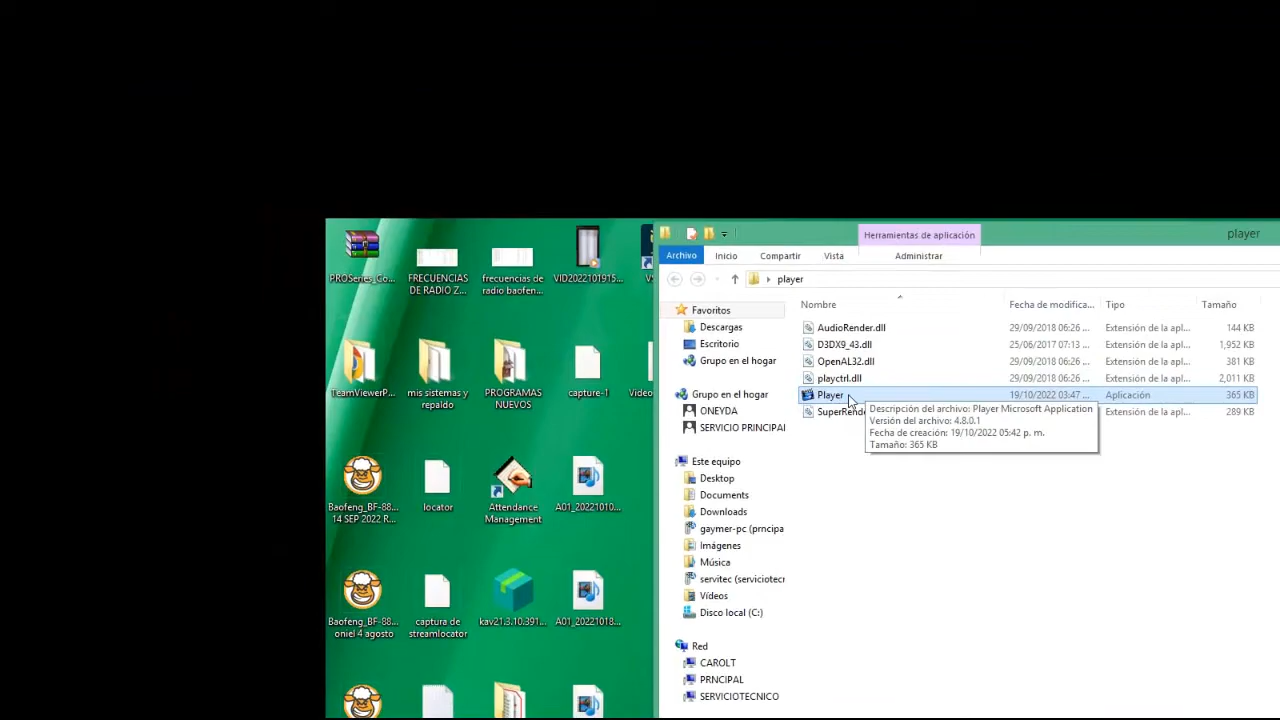 PROSeries_Co...
FRECUENCIAS
DE RADIO Z...
frecuencias de
radio baofen...
VID2022101915...
TeamViewerP...
mis sistemas y
repaldo
PROGRAMAS
NUEVOS
capture-1
Video
Baofeng_BF-88...
14 SEP 2022 R...
locator
Attendance
Management
A01_20221010...
Baofeng_BF-88...
oniel 4 agosto
captura de
streamlocator
kav21.3.10.391...
A01_20221018...
Herramientas de aplicación
player
Archivo
Inicio
Compartir
Vista
Administrar
player
Nombre
Fecha de modifica...
Tipo
Tamaño
Favoritos
Descargas
Escritorio
Grupo en el hogar
Grupo en el hogar
ONEYDA
SERVICIO PRINCIPAI
Este equipo
Desktop
Documents
Downloads
gaymer-pc (prncipa
Imágenes
Música
servitec (serviciotecr
Vídeos
Disco local (C:)
Red
CAROLT
PRNCIPAL
SERVICIOTECNICO
AudioRender.dll 29/09/2018 06:26 ... Extensión de la apl... 144 KB
D3DX9_43.dll 25/06/2017 07:13 ... Extensión de la apl... 1,952 KB
OpenAL32.dll 29/09/2018 06:26 ... Extensión de la apl... 381 KB
playctrl.dll 29/09/2018 06:26 ... Extensión de la apl... 2,011 KB
Player 19/10/2022 03:47 ... Aplicación 365 KB
SuperRende Extensión de la apl... 289 KB
Descripción del archivo: Player Microsoft Application
Versión del archivo: 4.8.0.1
Fecha de creación: 19/10/2022 05:42 p. m.
Tamaño: 365 KB